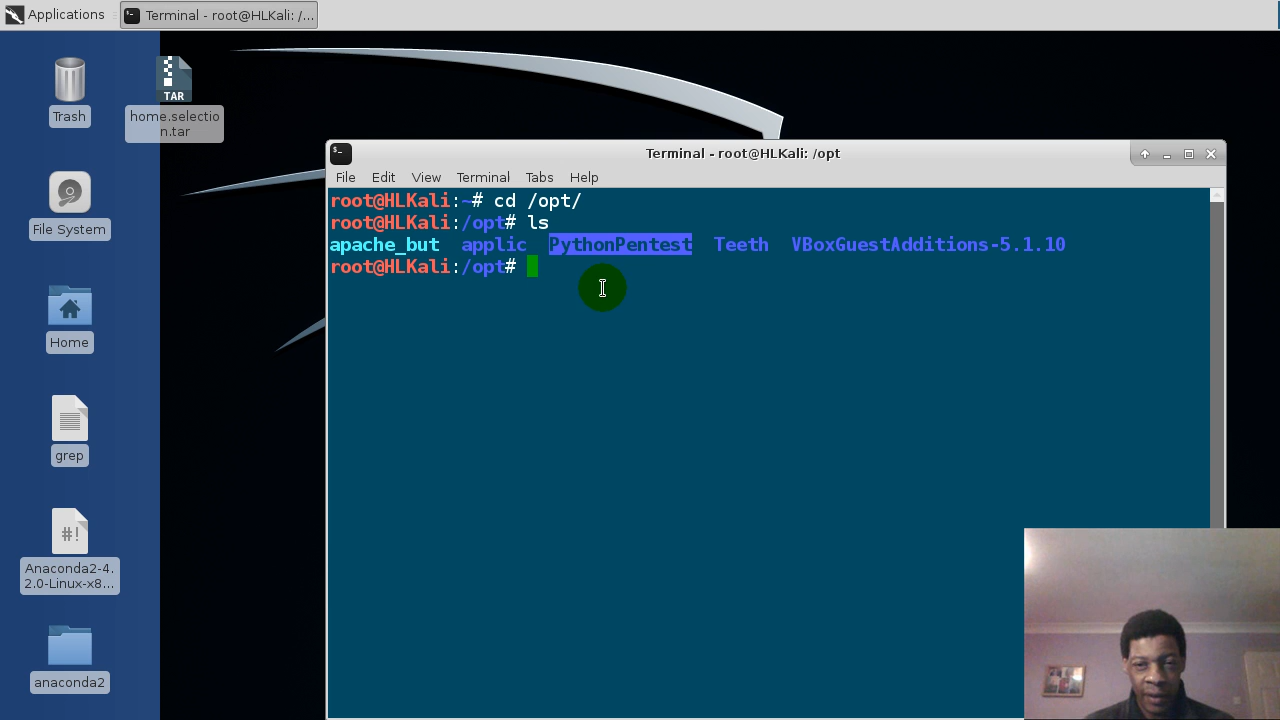 Applications
Terminal - root@HLKali: /...
Trash
TAR
home.selectio
n.tar
File System
Home
grep
#!
Anaconda2-4.
2.0-Linux-x8...
anaconda2
Terminal - root@HLKali: /opt
File Edit View Terminal Tabs Help
root@HLKali:~# cd /opt/
root@HLKali:/opt# ls
apache_but applic PythonPentest Teeth VBoxGuestAdditions-5.1.10
root@HLKali:/opt#